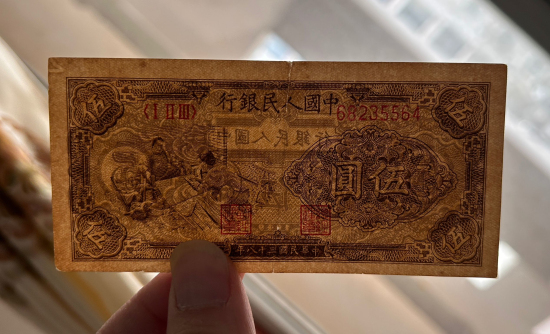 中國人民銀行
〈I II III〉 68235564
伍圓
伍 伍
伍 伍
中華民國三十八年